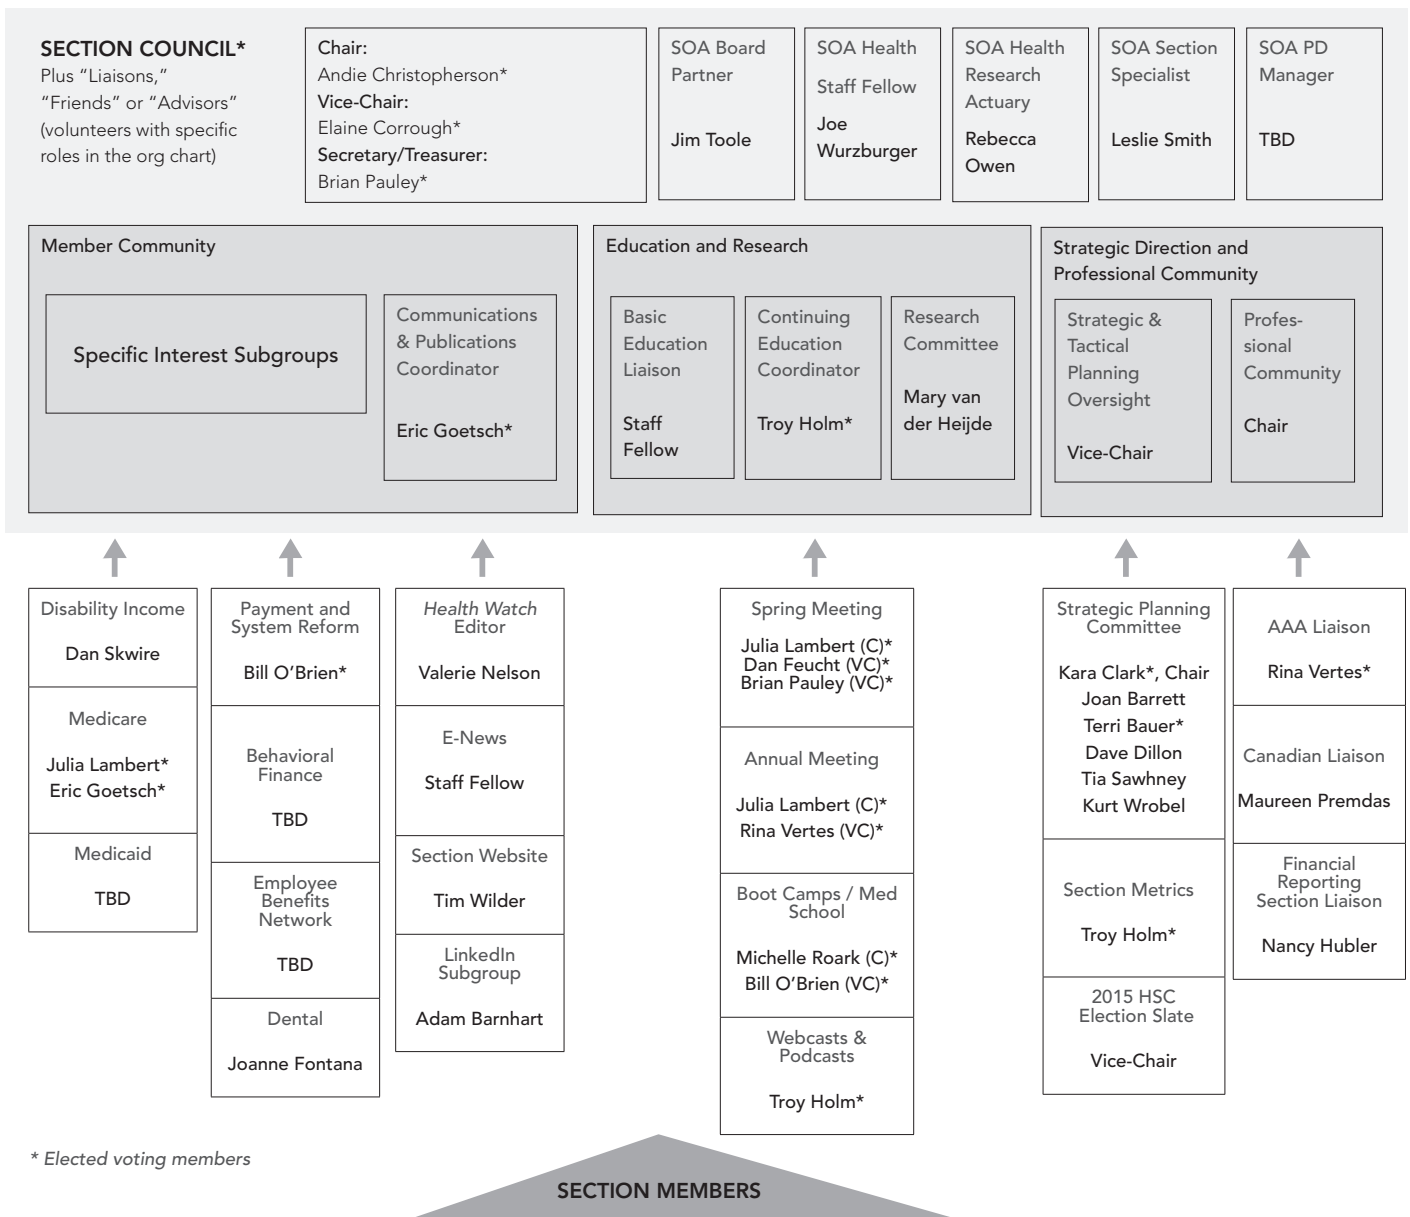 SECTION COUNCIL*
Plus “Liaisons,”
“Friends” or “Advisors”
(volunteers with specific
roles in the org chart)
Chair:
Andie Christopherson*
Vice-Chair:
Elaine Corrough*
Secretary/Treasurer:
Brian Pauley*
SOA Board
Partner
Jim Toole
SOA Health
Staff Fellow
Joe
Wurzburger
SOA Health
Research
Actuary
Rebecca
Owen
SOA Section
Specialist
Leslie Smith
SOA PD
Manager
TBD
Member Community
Specific Interest Subgroups
Communications
& Publications
Coordinator
Eric Goetsch*
Education and Research
Basic
Education
Liaison
Staff
Fellow
Continuing
Education
Coordinator
Troy Holm*
Research
Committee
Mary van
der Heijde
Strategic Direction and
Professional Community
Strategic &
Tactical
Planning
Oversight
Vice-Chair
Profes-
sional
Community
Chair
Disability Income
Dan Skwire
Medicare
Julia Lambert*
Eric Goetsch*
Medicaid
TBD
Payment and
System Reform
Bill O’Brien*
Behavioral
Finance
TBD
Employee
Benefits
Network
TBD
Dental
Joanne Fontana
Health Watch
Editor
Valerie Nelson
E-News
Staff Fellow
Section Website
Tim Wilder
LinkedIn
Subgroup
Adam Barnhart
Spring Meeting
Julia Lambert (C)*
Dan Feucht (VC)*
Brian Pauley (VC)*
Annual Meeting
Julia Lambert (C)*
Rina Vertes (VC)*
Boot Camps / Med
School
Michelle Roark (C)*
Bill O’Brien (VC)*
Webcasts &
Podcasts
Troy Holm*
Strategic Planning
Committee
Kara Clark*, Chair
Joan Barrett
Terri Bauer*
Dave Dillon
Tia Sawhney
Kurt Wrobel
Section Metrics
Troy Holm*
2015 HSC
Election Slate
Vice-Chair
AAA Liaison
Rina Vertes*
Canadian Liaison
Maureen Premdas
Financial
Reporting
Section Liaison
Nancy Hubler
* Elected voting members
SECTION MEMBERS